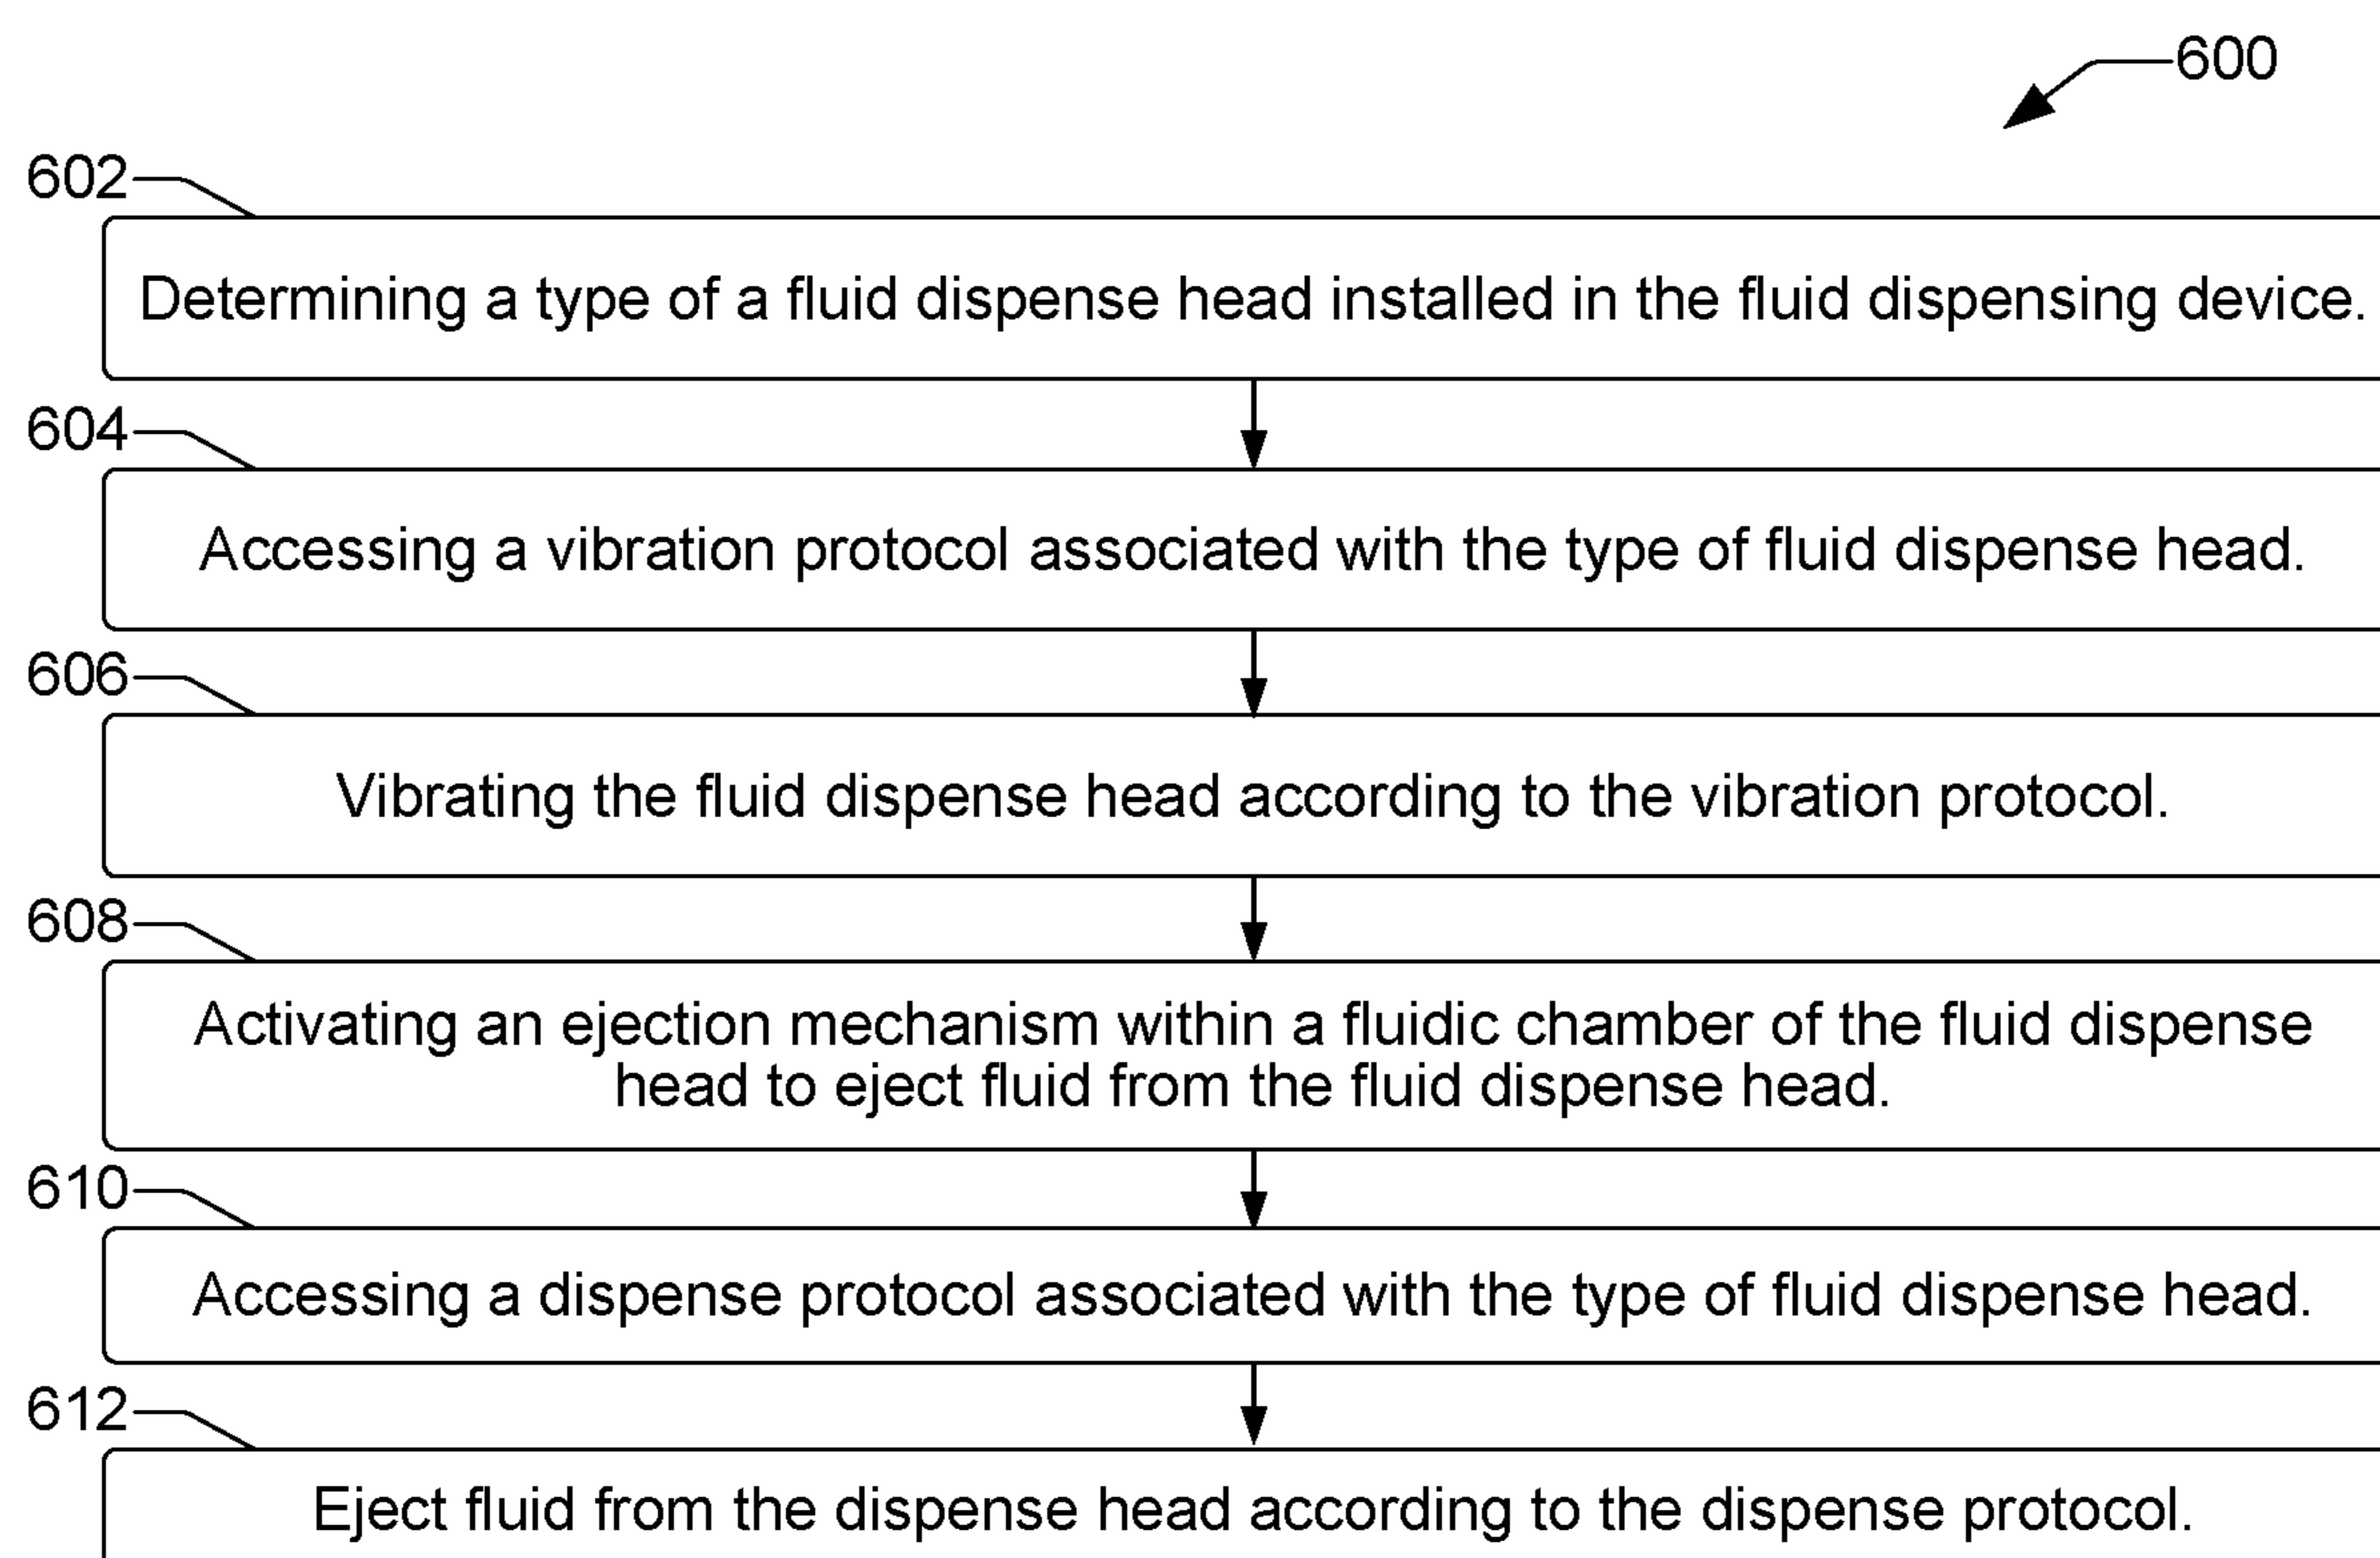 600
602
Determining a type of a fluid dispense head installed in the fluid dispensing device.
604
Accessing a vibration protocol associated with the type of fluid dispense head.
606
Vibrating the fluid dispense head according to the vibration protocol.
608
Activating an ejection mechanism within a fluidic chamber of the fluid dispense
head to eject fluid from the fluid dispense head.
610
Accessing a dispense protocol associated with the type of fluid dispense head.
612
Eject fluid from the dispense head according to the dispense protocol.